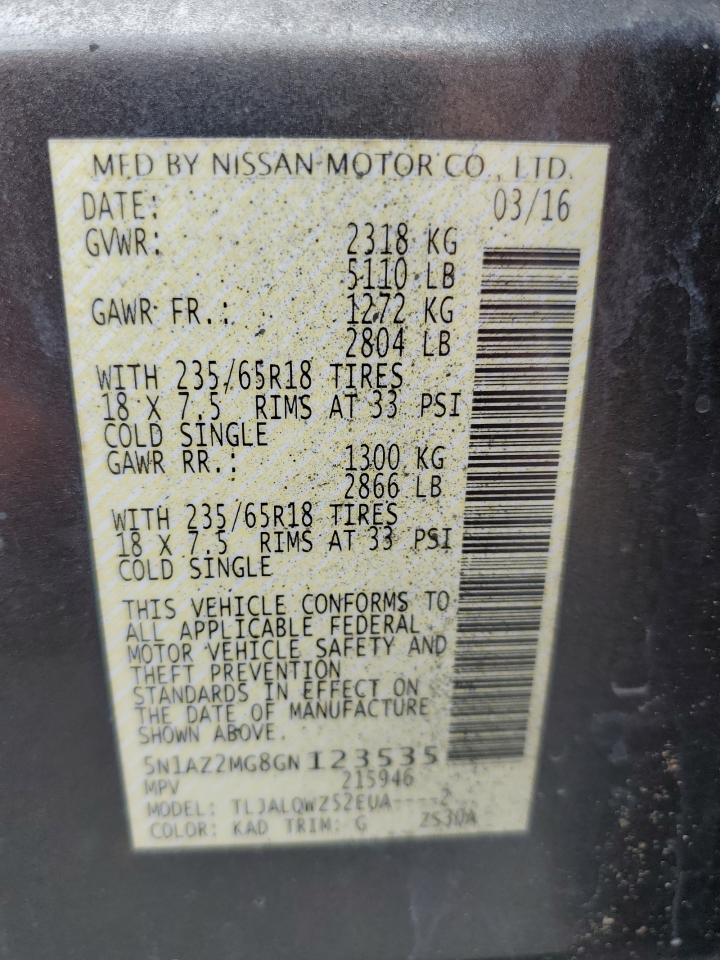 MFD BY NISSAN MOTOR CO., LTD.
DATE: 03/16
GVWR: 2318 KG
5110 LB
GAWR FR.: 1272 KG
2804 LB
WITH 235/65R18 TIRES
18 X 7.5 RIMS AT 33 PSI
COLD SINGLE
GAWR RR.: 1300 KG
2866 LB
WITH 235/65R18 TIRES
18 X 7.5 RIMS AT 33 PSI
COLD SINGLE
THIS VEHICLE CONFORMS TO
ALL APPLICABLE FEDERAL
MOTOR VEHICLE SAFETY AND
THEFT PREVENTION
STANDARDS IN EFFECT ON
THE DATE OF MANUFACTURE
SHOWN ABOVE.
5N1AZ2MG8GN123535
MPV 215946
MODEL: TLJALQWZS2EUA----2
COLOR: KAD TRIM: G ZS30A